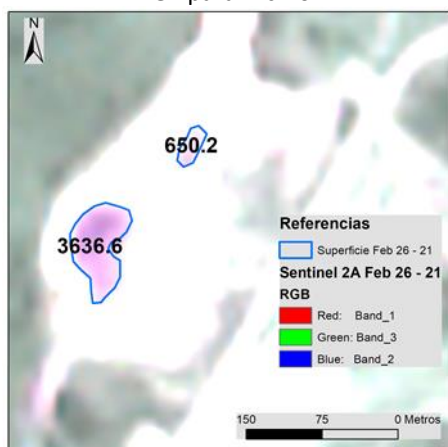 N
650.2
3636.6
Referencias
Superficie Feb 26 - 21
Sentinel 2A Feb 26 - 21
RGB
Red: Band_1
Green: Band_3
Blue: Band_2
150 75 0 Metros